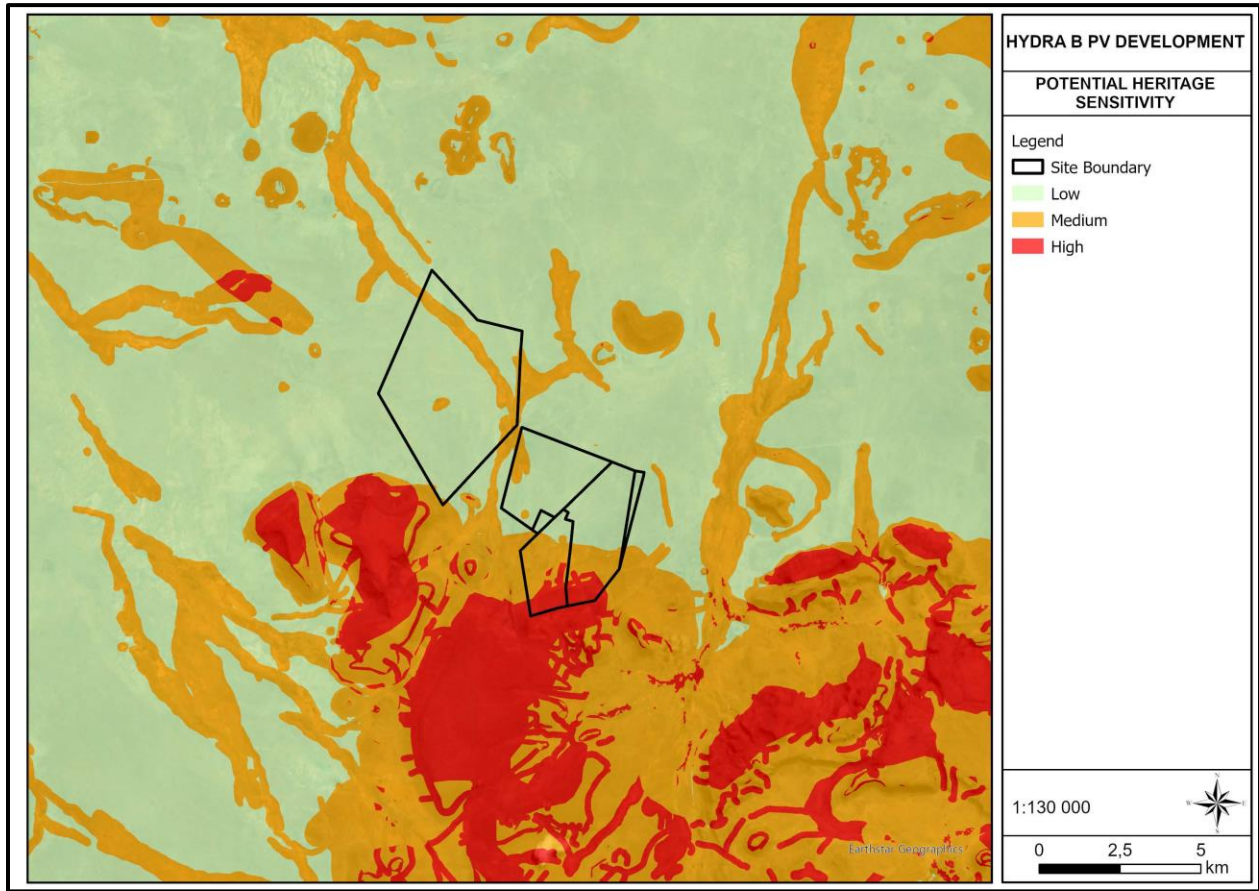 HYDRA B PV DEVELOPMENT
POTENTIAL HERITAGE
SENSITIVITY
Legend
Site Boundary
Low
Medium
High
1:130 000
N
W
E
S
0 2,5 5
km
Earthstar Geographics